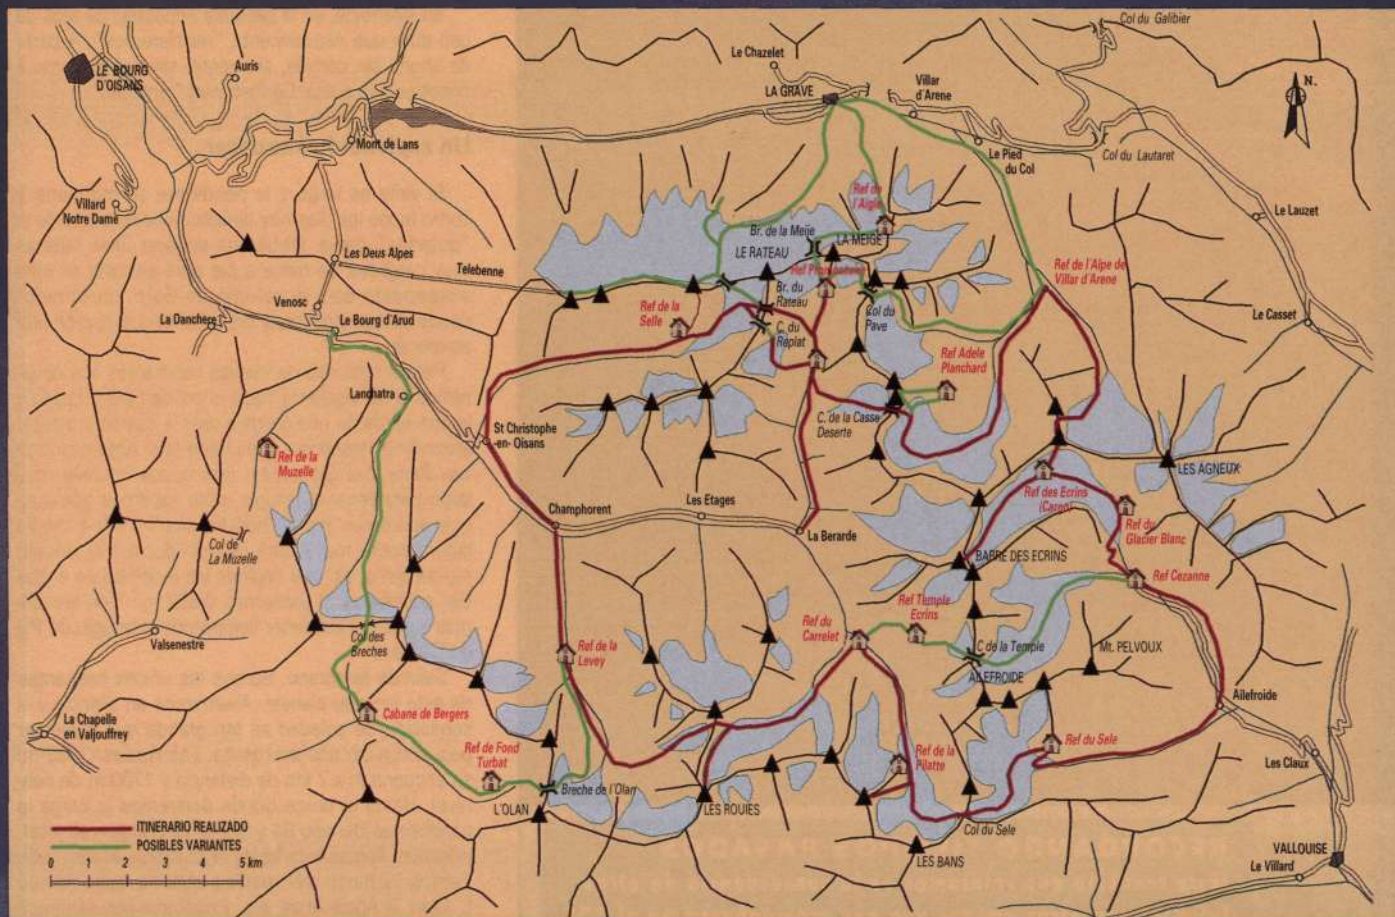 Col du Galibier
Le Chazelet
LE BOURG
D'OISANS
Auris
LA GRAVE
Villar
d'Arene
N.
Mont de Lans
Le Pied
du Col
Col du Lautaret
Villard
Notre Dame
Ref de
l'Aigle
Le Lauzet
Br. de la Meije
LA MEIGE
Les Deus Alpes
LE RATEAU
Telebenne
Ref de l'Alpe de
Villar d'Arene
Venosc
Br. du
Rateau
La Danchere
Le Bourg d'Arud
Ref de la
Selle
Col du
Pave
Le Casset
C. du
Replat
Ref Adele
Planchard
Lanchatra
C. de la Casse
Deserte
St Christophe
-en- Oisans
Ref de la
Muzelle
LES AGNEUX
Ref des Ecrins
(Caron)
Les Etages
Champhorent
Ref du
Glacier Blanc
La Berarde
Col de
La Muzelle
BARRE DES ECRINS
Ref Cezanne
Ref Temple
Ecrins
Ref du
Carrelet
Valsenestre
Col des
Breches
Ref de la
Levey
C de la Temple
Mt. PELVOUX
AILEFROIDE
Ailefroide
Cabane de Bergers
La Chapelle
en Valjouffrey
Ref de Fond
Turbat
Ref du Sele
Ref de la
Pilatte
Les Claux
Breche de l'Olan
L'OLAN
LES ROUIES
Col du Sele
ITINERARIO REALIZADO
POSIBLES VARIANTES
VALLOUISE
LES BANS
Le Villard
0 1 2 3 4 5 km